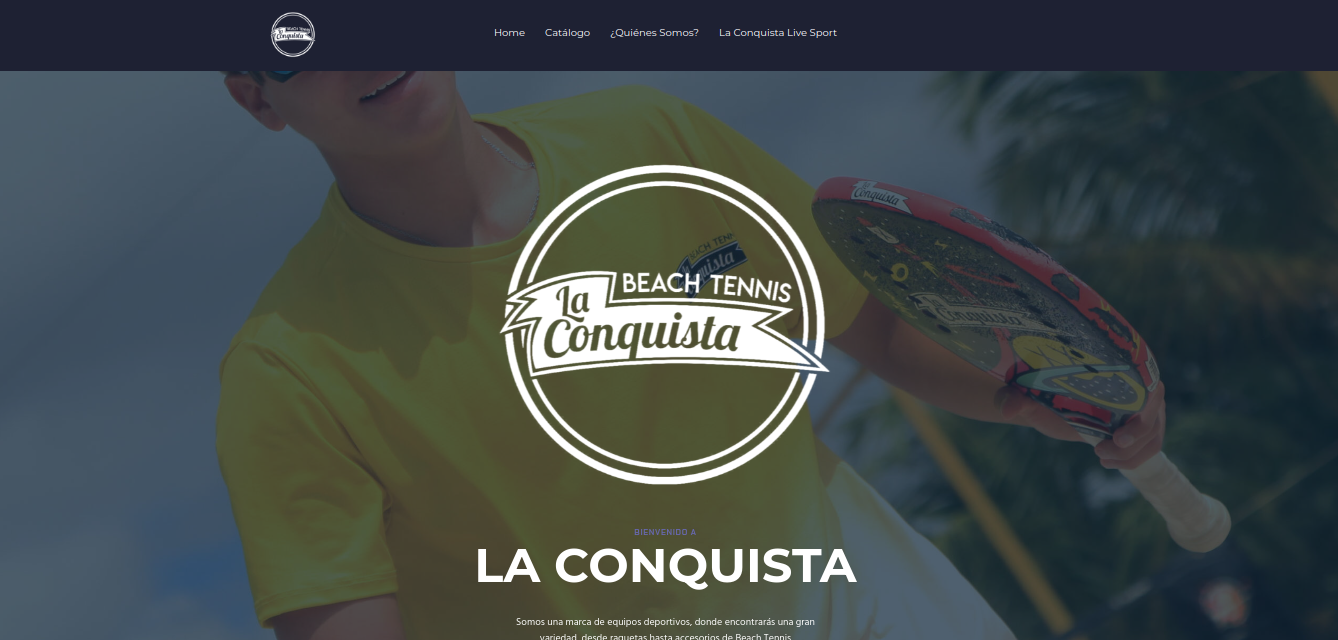 BEACH TENNIS
La
Conquista
Home Catálogo ¿Quiénes Somos? La Conquista Live Sport
Conquista
BEACH TENNIS
La
Conquista
BIENVENIDO A
LA CONQUISTA
Somos una marca de equipos deportivos, donde encontrarás una gran
variedad, desde raquetas hasta accesorios de Beach Tennis